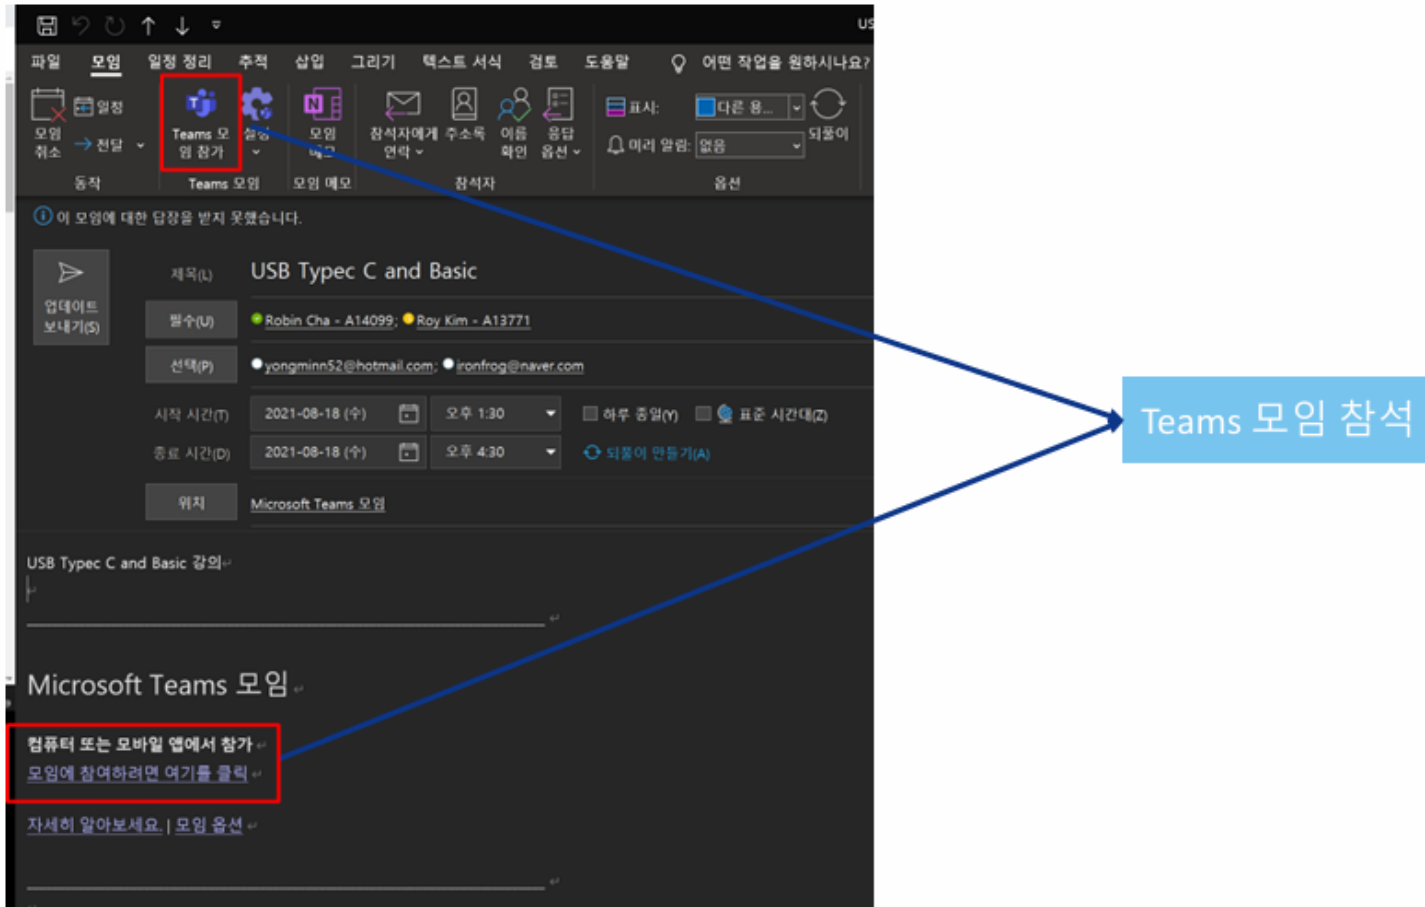 US
파일 모임 일정 정리 추적 삽입 그리기 텍스트 서식 검토 도움말 어떤 작업을 원하시나요?
모임
취소
일정
전달
Teams 모
임 참가
설정
N
모임
메모
참석자에게
연락
주소록
이름
확인
응답
옵션
표시:
다른 용...
미리 알림:
없음
되풀이
동작 Teams 모임 모임 메모 참석자 옵션
이 모임에 대한 답장을 받지 못했습니다.
업데이트
보내기(S)
제목(L) USB Typec C and Basic
필수(U) Robin Cha - A14099; Roy Kim - A13771
선택(P) yongminn52@hotmail.com; ironfrog@naver.com
시작 시간(T) 2021-08-18 (수) 오후 1:30 하루 종일(Y) 표준 시간대(Z)
종료 시간(D) 2021-08-18 (수) 오후 4:30 되풀이 만들기(A)
위치 Microsoft Teams 모임
Teams 모임 참석
USB Typec C and Basic 강의
Microsoft Teams 모임
컴퓨터 또는 모바일 앱에서 참가
모임에 참여하려면 여기를 클릭
자세히 알아보세요. | 모임 옵션